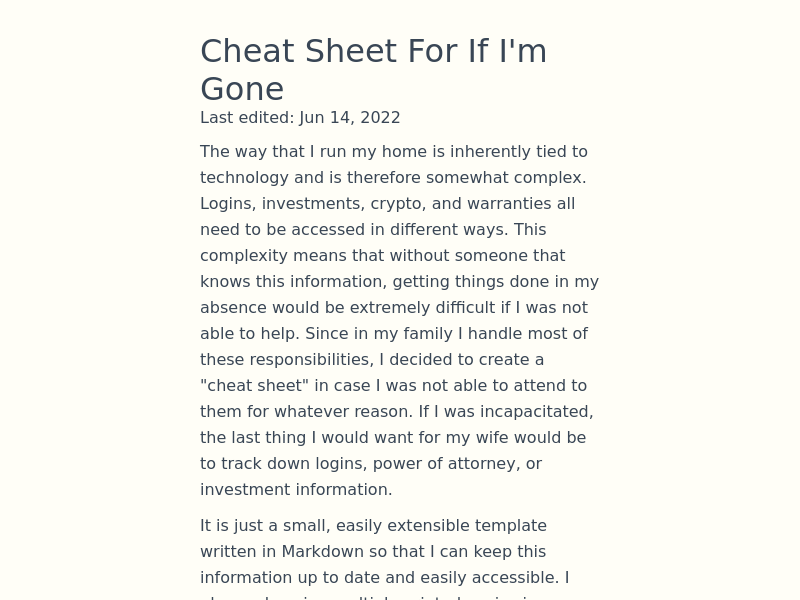 Cheat Sheet For If I'm
Gone
Last edited: Jun 14, 2022
The way that I run my home is inherently tied to
technology and is therefore somewhat complex.
Logins, investments, crypto, and warranties all
need to be accessed in different ways. This
complexity means that without someone that
knows this information, getting things done in my
absence would be extremely difficult if I was not
able to help. Since in my family I handle most of
these responsibilities, I decided to create a
"cheat sheet" in case I was not able to attend to
them for whatever reason. If I was incapacitated,
the last thing I would want for my wife would be
to track down logins, power of attorney, or
investment information.
It is just a small, easily extensible template
written in Markdown so that I can keep this
information up to date and easily accessible. I